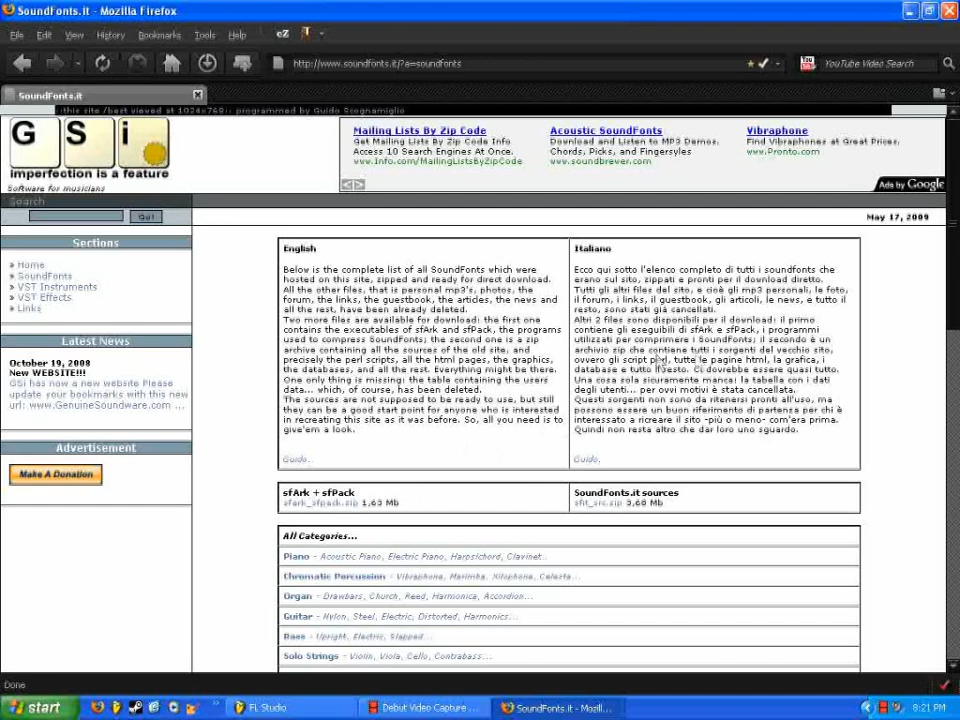 SoundFonts.it - Mozilla Firefox
File Edit View History Bookmarks Tools Help eZ
http://www.soundfonts.it/?a=soundfonts
YouTube Video Search
SoundFonts.it
this site /best viewed at 1024x768:: programmed by Guido Scognamiglio
G S i
imperfection is a feature
Software for musicians
Mailing Lists By Zip Code
Get Mailing Lists By Zip Code Info
Access 10 Search Engines At Once.
www.Info.com/MailingListsByZipCode
Acoustic SoundFonts
Download and Listen to MP3 Demos.
Chords, Picks, and Fingersyles
www.soundbrewer.com
Vibraphone
Find Vibraphones at Great Prices.
www.Pronto.com
Ads by Google
Search
Go!
May 17, 2009
Sections
» Home
» SoundFonts
» VST Instruments
» VST Effects
» Links
Latest News
October 19, 2008
New WEBSITE!!!
GSi has now a new website Please
update your bookmarks with this new
url: www.GenuineSoundware.com ...
Advertisement
Make A Donation
English
Below is the complete list of all SoundFonts which were
hosted on this site, zipped and ready for direct download.
All the other files, that is personal mp3's, photos, the
forum, the links, the guestbook, the articles, the news and
all the rest, have been already deleted.
Two more files are available for download: the first one
contains the executables of sfArk and sfPack, the programs
used to compress SoundFonts; the second one is a zip
archive containing all the sources of the old site, and
precisely the perl scripts, all the html pages, the graphics,
the databases, and all the rest. Everything might be there.
One only thing is missing: the table containing the users
data... which, of course, has been deleted.
The sources are not supposed to be ready to use, but still
they can be a good start point for anyone who is interested
in recreating this site as it was before. So, all you need is to
give'em a look.
Guido.
Italiano
Ecco qui sotto l'elenco completo di tutti i soundfonts che
erano sul sito, zippati e pronti per il download diretto.
Tutti gli altri files del sito, e cioè gli mp3 personali, le foto,
il forum, i links, il guestbook, gli articoli, le news, e tutto il
resto, sono stati già cancellati.
Altri 2 files sono disponibili per il download: il primo
contiene gli eseguibili di sfArk e sfPack, i programmi
utilizzati per comprimere i SoundFonts; il secondo è un
archivio zip che contiene tutti i sorgenti del vecchio sito,
ovvero gli script perl, tutte le pagine html, la grafica, i
database e tutto il resto. Ci dovrebbe essere quasi tutto.
Una cosa sola sicuramente manca: la tabella con i dati
degli utenti... per ovvi motivi è stata cancellata.
Questi sorgenti non sono da ritenersi pronti all'uso, ma
possono essere un buon riferimento di partenza per chi è
interessato a ricreare il sito -più o meno- com'era prima.
Quindi non resta altro che dar loro uno sguardo.
Guido.
sfArk + sfPack
sfark_sfpack.zip 1,63 Mb
SoundFont.it sources
sfit_src.zip 3,68 Mb
All Categories...
Piano - Acoustic Piano, Electric Piano, Harpsichord, Clavinet..
Chromatic Percussion - Vibraphone, Marimba, Xilophone, Celesta...
Organ - Drawbars, Church, Reed, Harmonica, Accordion...
Guitar - Nylon, Steel, Electric, Distorted, Harmonics...
Bass - Upright, Electric, Slapped...
Solo Strings - Violin, Viola, Cello, Contrabass...
Done
start FL Studio Debut Video Capture ... SoundFonts.it - Mozill... 8:21 PM